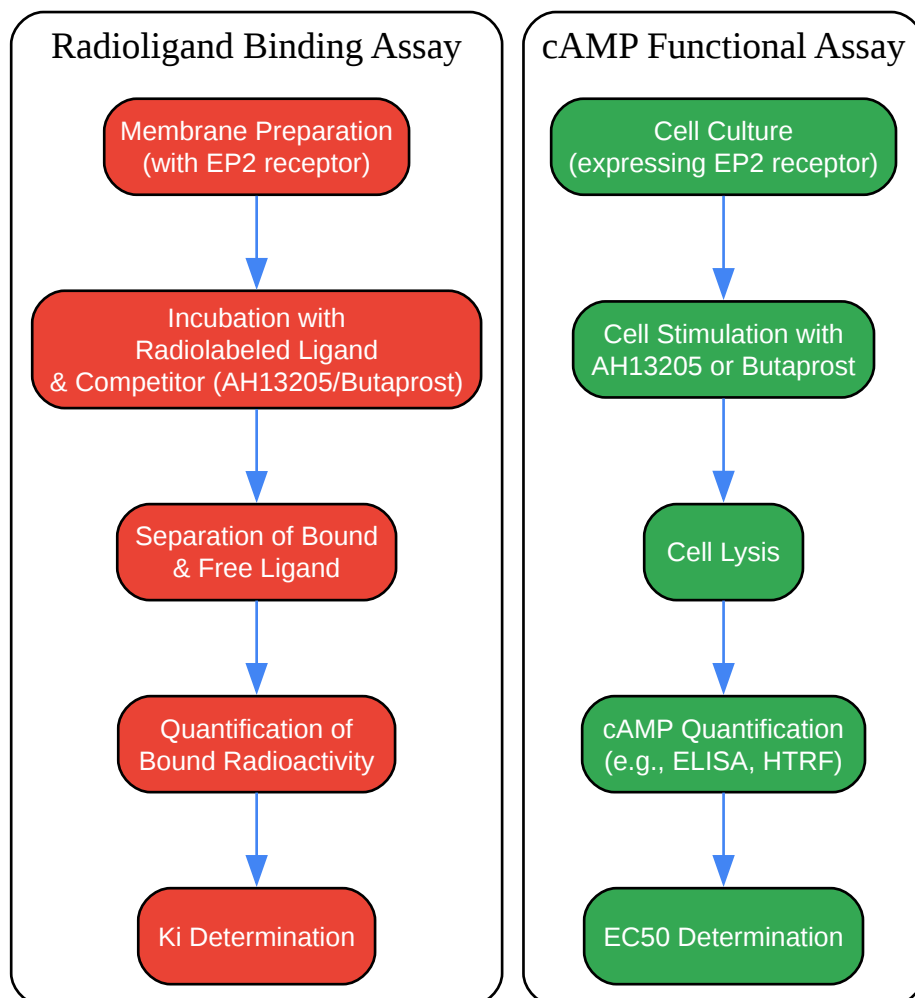 Radioligand Binding Assay
Membrane Preparation
(with EP2 receptor)
Incubation with
Radiolabeled Ligand
& Competitor (AH13205/Butaprost)
Separation of Bound
& Free Ligand
Quantification of
Bound Radioactivity
Ki Determination
cAMP Functional Assay
Cell Culture
(expressing EP2 receptor)
Cell Stimulation with
AH13205 or Butaprost
Cell Lysis
cAMP Quantification
(e.g., ELISA, HTRF)
EC50 Determination